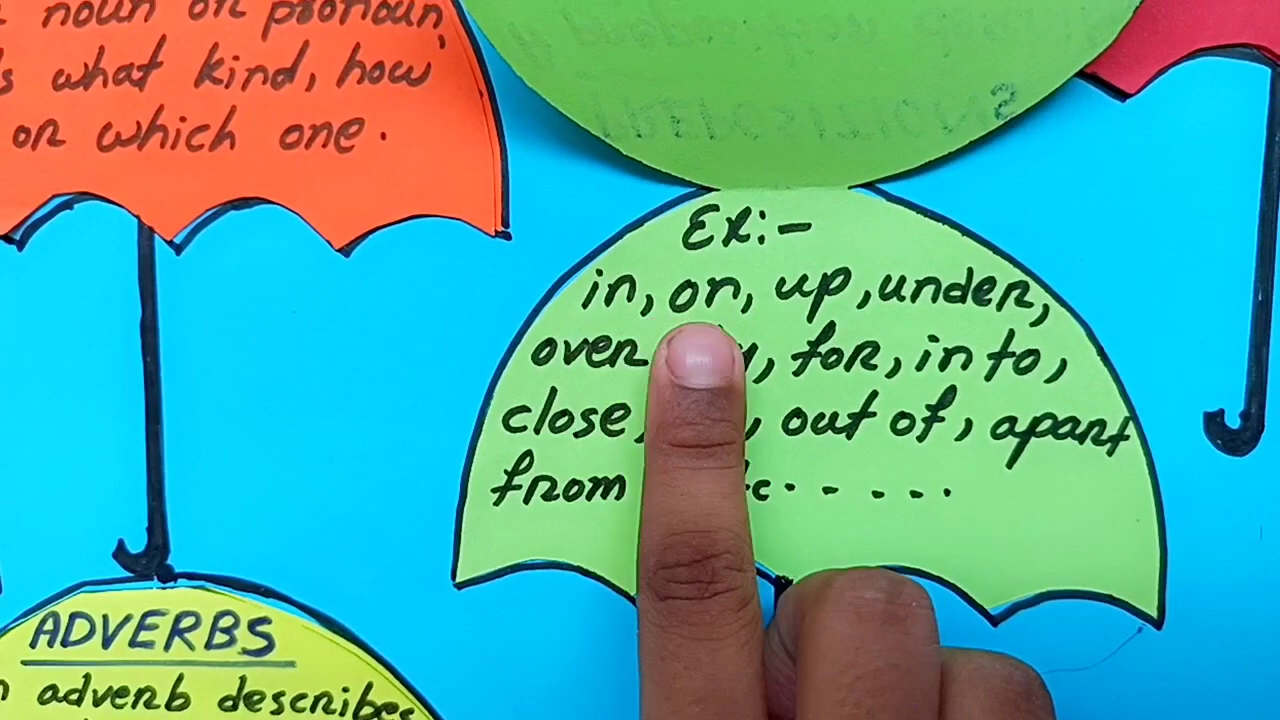 noun or pronoun,
what kind, how
or which one.
Ex:-
in, on, up, under,
over for, into,
close, out of, apart
from
ADVERBS
adverb describes